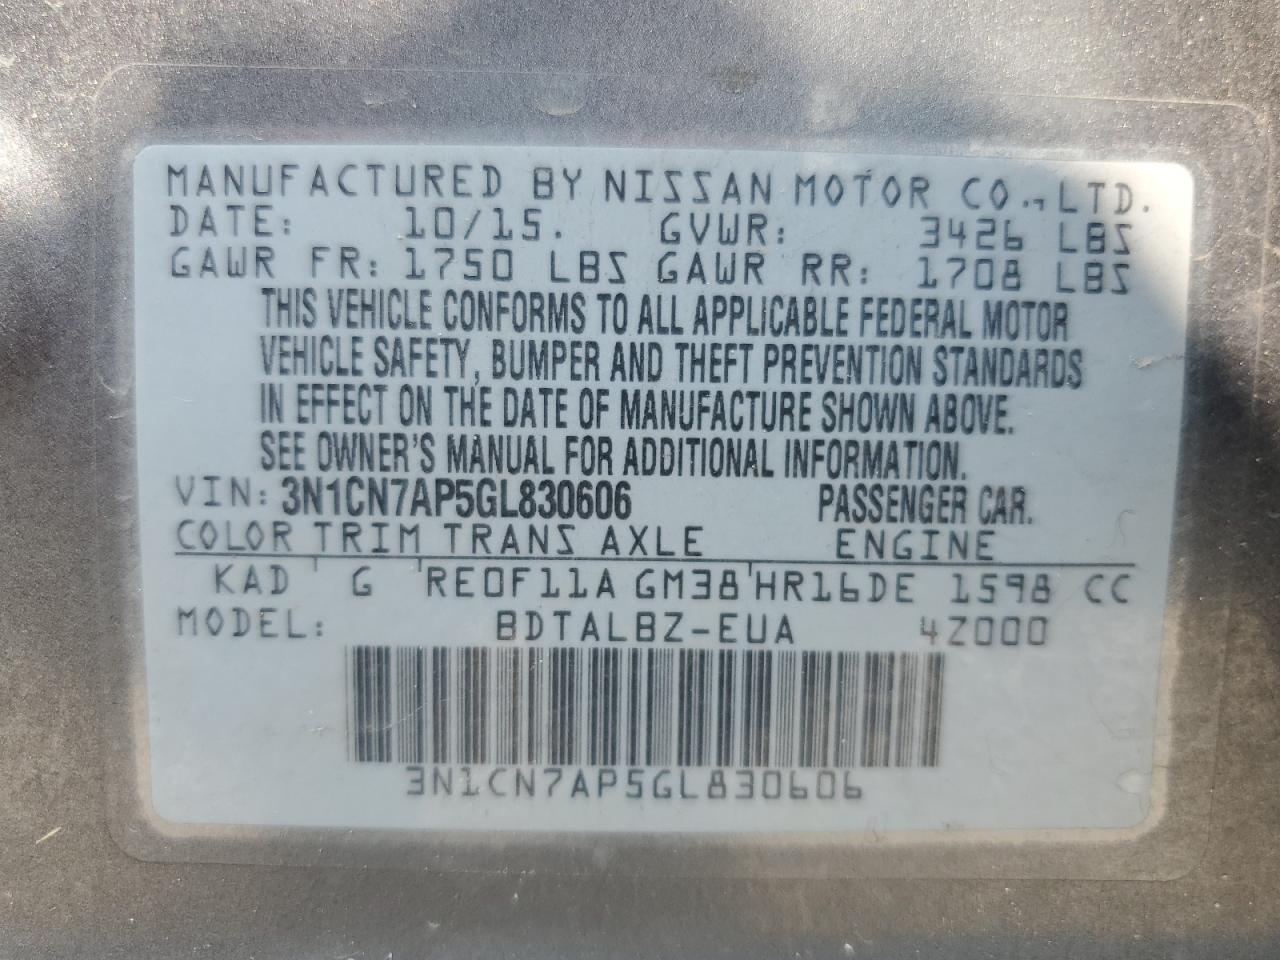 MANUFACTURED BY NISSAN MOTOR CO., LTD.
DATE: 10/15. GVWR: 3426 LBS
GAWR FR: 1750 LBS GAWR RR: 1708 LBS
THIS VEHICLE CONFORMS TO ALL APPLICABLE FEDERAL MOTOR
VEHICLE SAFETY, BUMPER AND THEFT PREVENTION STANDARDS
IN EFFECT ON THE DATE OF MANUFACTURE SHOWN ABOVE.
SEE OWNER'S MANUAL FOR ADDITIONAL INFORMATION.
VIN: 3N1CN7AP5GL830606 PASSENGER CAR.
COLOR TRIM TRANS AXLE ENGINE
KAD G RE0F11A GM38 HR16DE 1598 CC
MODEL: BDTALBZ-EUA 4Z000
3N1CN7AP5GL830606